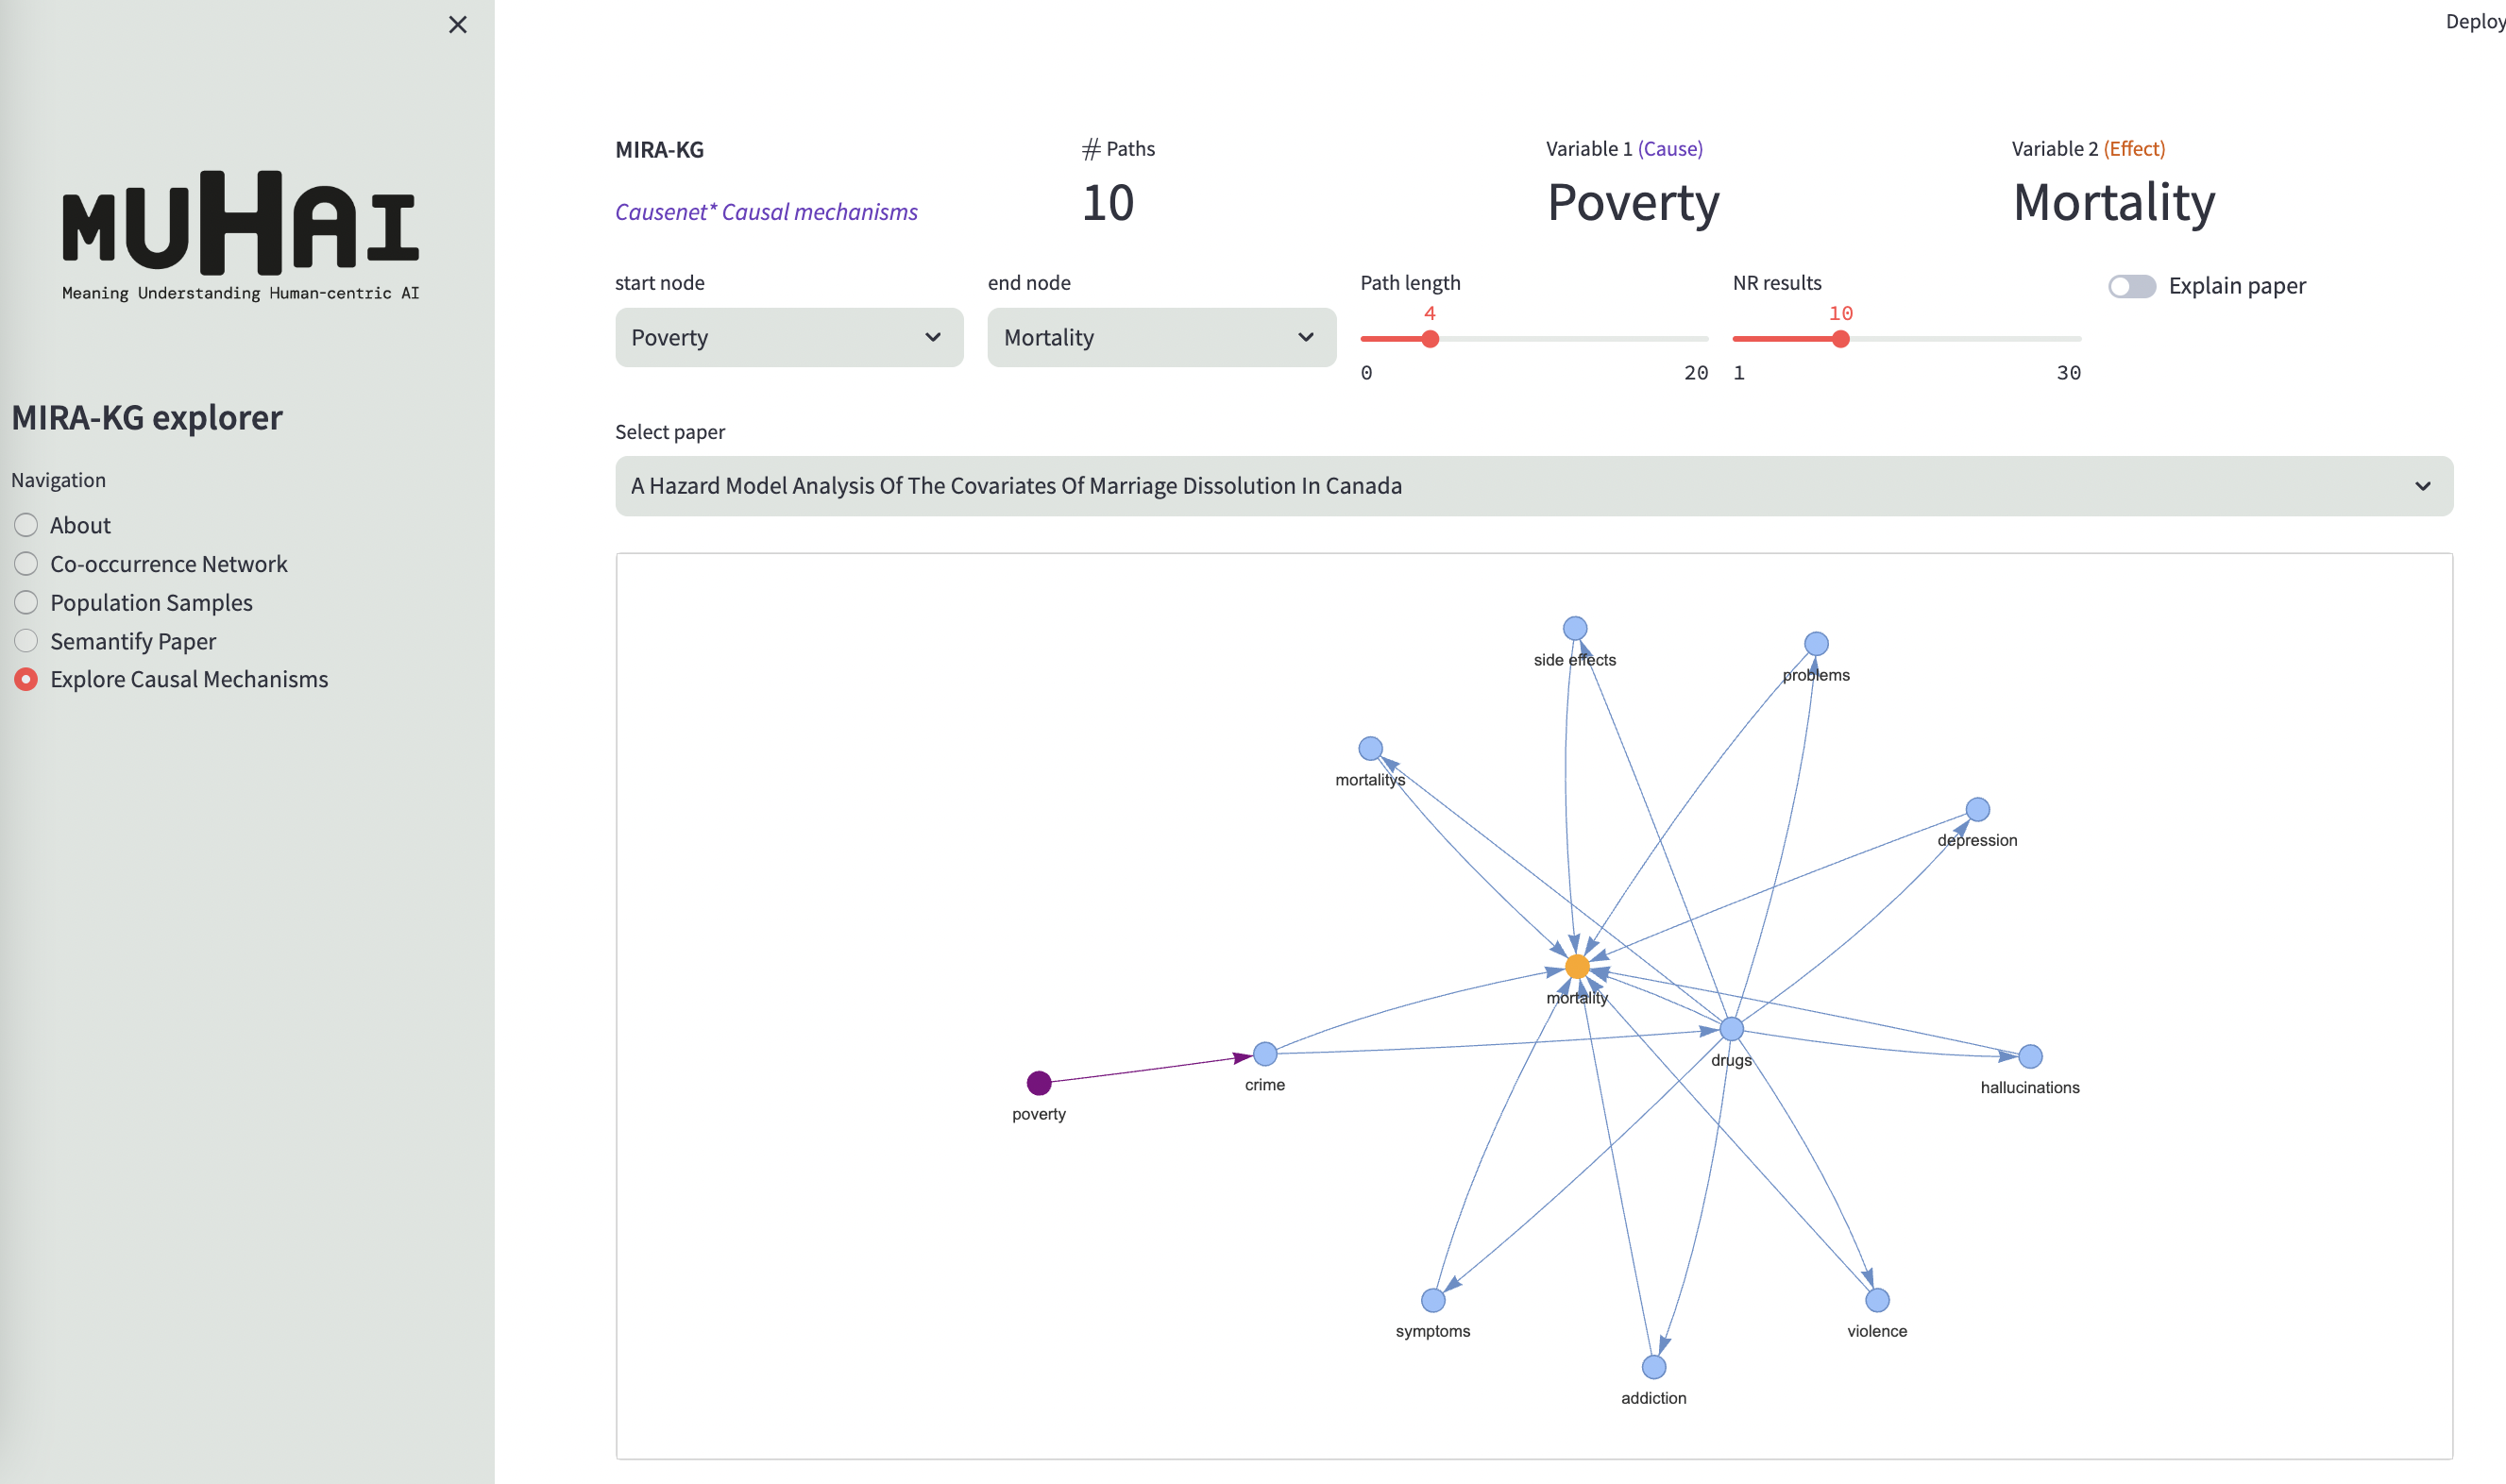 Deploy
MUHAI
Meaning Understanding Human-centric AI
MIRA-KG explorer
Navigation
About
Co-occurrence Network
Population Samples
Semantify Paper
Explore Causal Mechanisms
MIRA-KG
Causenet* Causal mechanisms
# Paths
10
Variable 1 (Cause)
Poverty
Variable 2 (Effect)
Mortality
start node
Poverty
end node
Mortality
Path length
4
0 20
NR results
10
1 30
Explain paper
Select paper
A Hazard Model Analysis Of The Covariates Of Marriage Dissolution In Canada
side effects
problems
mortalitys
depression
mortality
drugs
crime
hallucinations
poverty
symptoms
violence
addiction